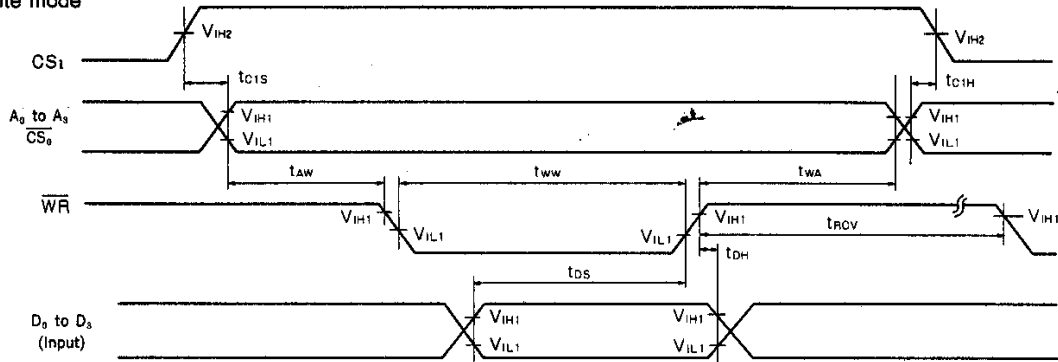 ite mode
CS₁
VIH2
VIH2
tC1S
tC1H
A₀ to A₃
CS₀
VIH1
VIL1
VIH1
VIL1
tAW
tWW
tWA
WR
VIH1
VIL1
VIL1
VIH1
VIH1
tRCV
tDH
tDS
D₀ to D₃
(Input)
VIH1
VIL1
VIH1
VIL1